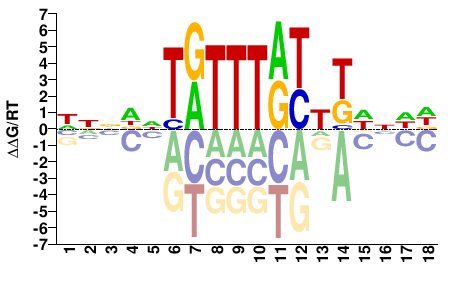 ΔΔG/RT
7
6
5
4
3
2
1
0
-1
-2
-3
-4
-5
-6
-7
T A C G
T C
A T C
A
T C A G
G A C T
T A C G
T A C G
T A C G
A G C T
T C A G
T G
T G A
A T C
A T C
A T C
1 2 3 4 5 6 7 8 9 10 11 12 13 14 15 16 17 18